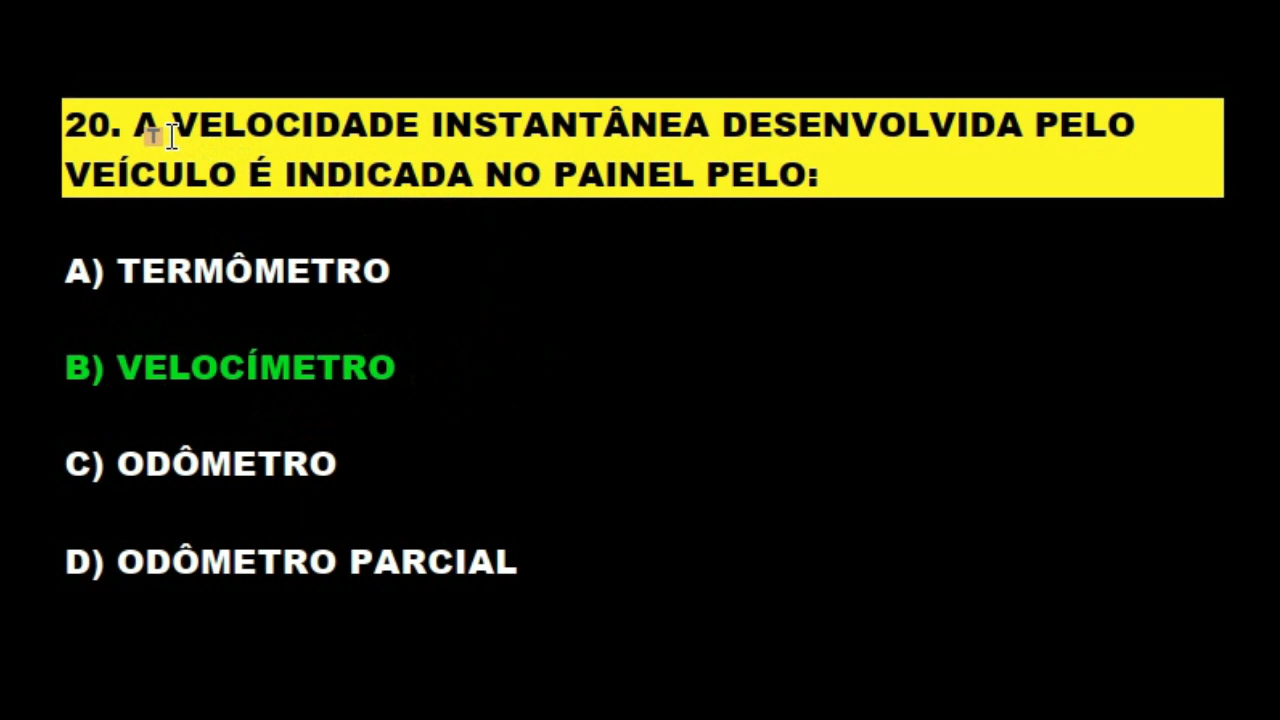 20. A VELOCIDADE INSTANTÂNEA DESENVOLVIDA PELO
VEÍCULO É INDICADA NO PAINEL PELO:
A) TERMÔMETRO
B) VELOCÍMETRO
C) ODÔMETRO
D) ODÔMETRO PARCIAL